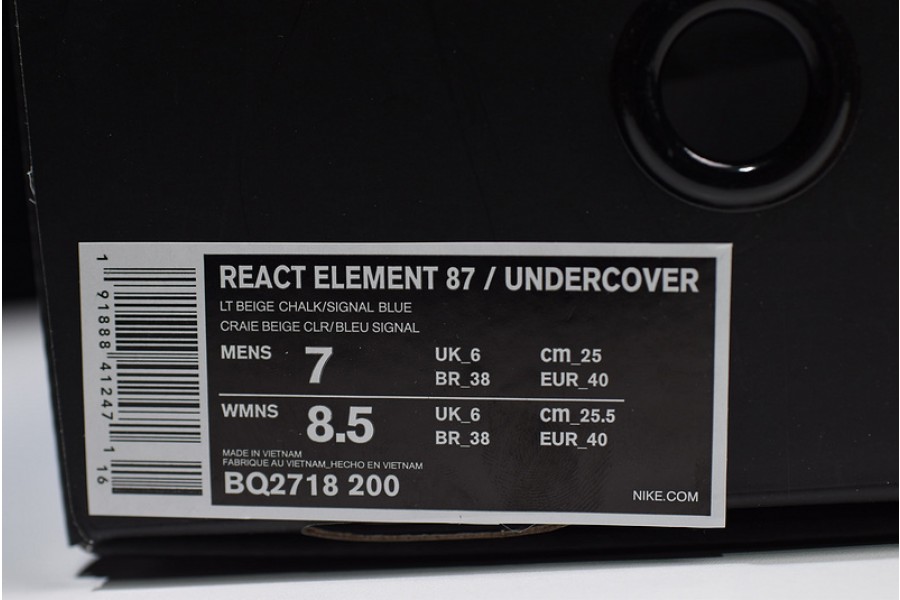 REACT ELEMENT 87 / UNDERCOVER
LT BEIGE CHALK/SIGNAL BLUE
CRAIE BEIGE CLR/BLEU SIGNAL
MENS 7 UK_6 cm_25
BR_38 EUR_40
WMNS 8.5 UK_6 cm_25.5
BR_38 EUR_40
MADE IN VIETNAM
FABRIQUE AU VIETNAM_HECHO EN VIETNAM
BQ2718 200
NIKE.COM
1 91888 41247 1 16